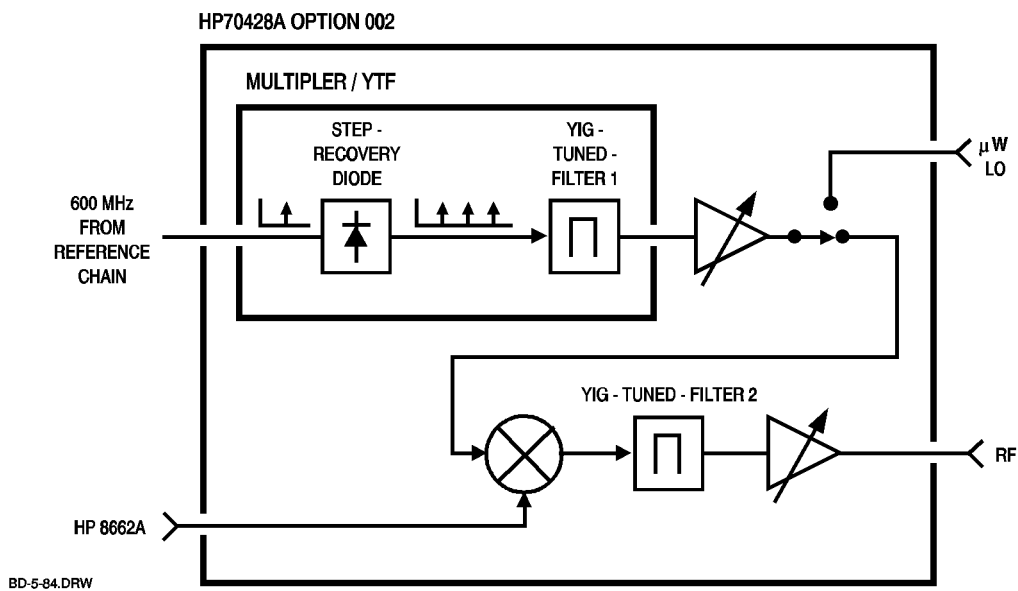 HP70428A OPTION 002
MULTIPLER / YTF
STEP -
RECOVERY
DIODE
YIG -
TUNED -
FILTER 1
μW
LO
600 MHz
FROM
REFERENCE
CHAIN
YIG - TUNED - FILTER 2
RF
HP 8662A
BD-5-84.DRW